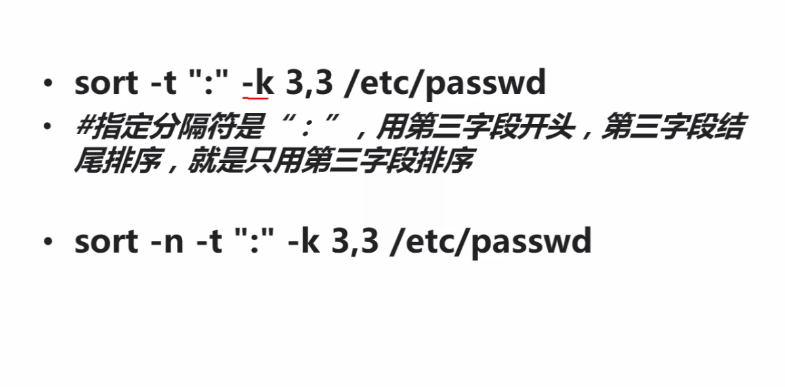 • sort -t ":" -k 3,3 /etc/passwd
• #指定分隔符是“：”，用第三字段开头，第三字段结
尾排序，就是只用第三字段排序
• sort -n -t ":" -k 3,3 /etc/passwd